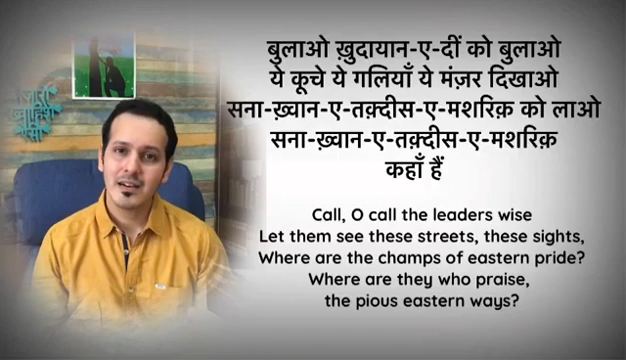 बुलाओ ख़ुदायान-ए-दीं को बुलाओ
ये कूचे ये गलियाँ ये मंज़र दिखाओ
सना-ख़्वान-ए-तक़्दीस-ए-मशरिक़ को लाओ
सना-ख़्वान-ए-तक़्दीस-ए-मशरिक़
कहाँ हैं
Call, O call the leaders wise
Let them see these streets, these sights,
Where are the champs of eastern pride?
Where are they who praise,
the pious eastern ways?